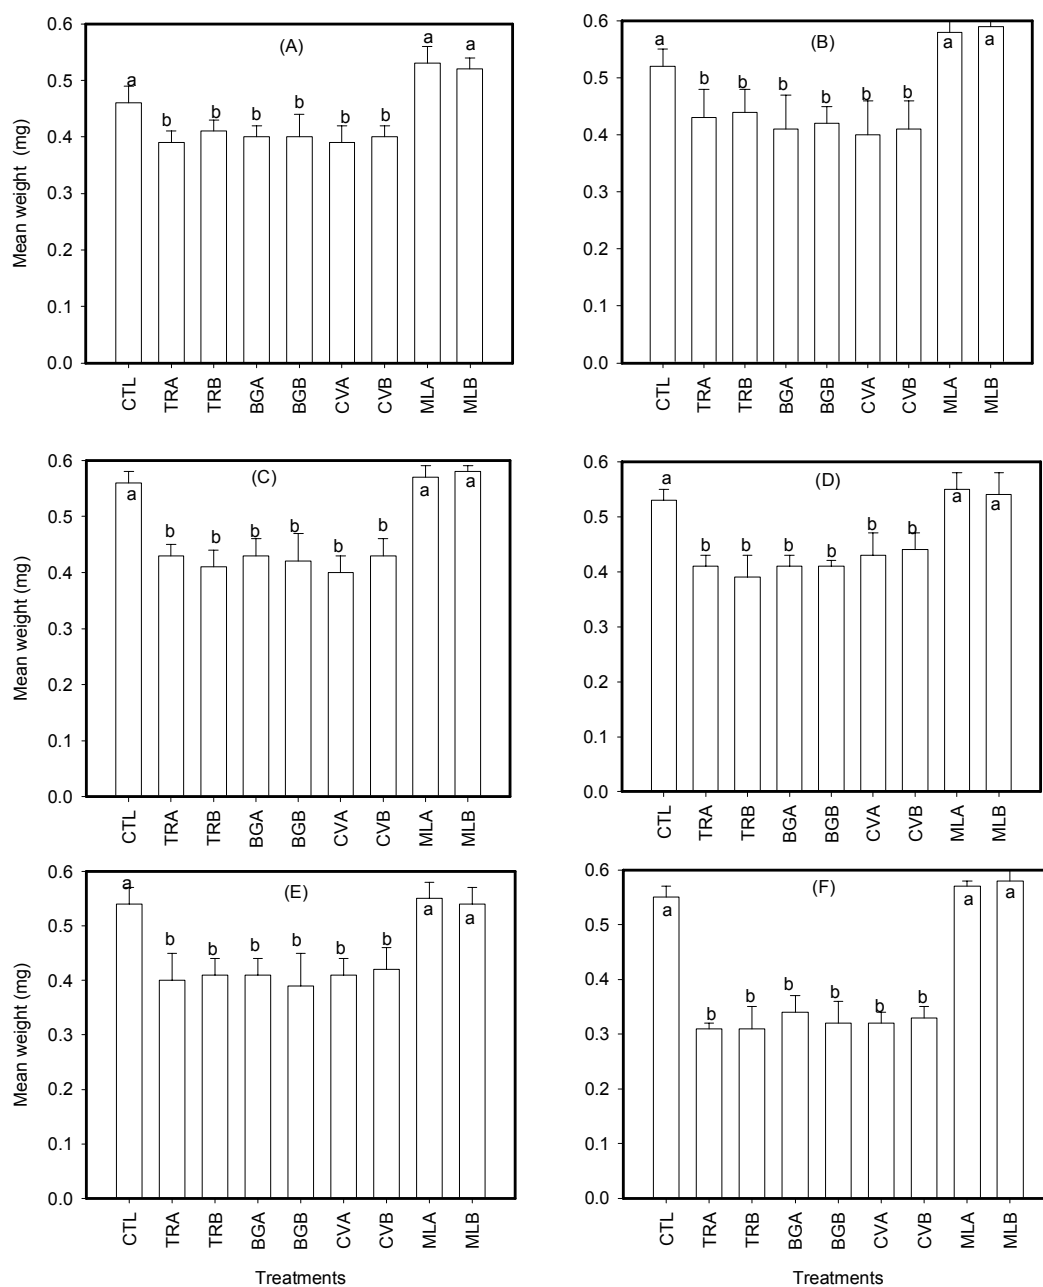 (A)
Mean weight (mg)
0.6
0.5
0.4
0.3
0.2
0.1
0.0
a b b b b b b a a
CTL TRA TRB BGA BGB CVA CVB MLA MLB
(B)
0.6
0.5
0.4
0.3
0.2
0.1
0.0
a b b b b b b a a
CTL TRA TRB BGA BGB CVA CVB MLA MLB
(C)
Mean weight (mg)
0.6
0.5
0.4
0.3
0.2
0.1
0.0
a b b b b b b a a
CTL TRA TRB BGA BGB CVA CVB MLA MLB
(D)
0.6
0.5
0.4
0.3
0.2
0.1
0.0
a b b b b b b a a
CTL TRA TRB BGA BGB CVA CVB MLA MLB
(E)
Mean weight (mg)
0.6
0.5
0.4
0.3
0.2
0.1
0.0
a b b b b b b a a
CTL TRA TRB BGA BGB CVA CVB MLA MLB
Treatments
(F)
0.6
0.5
0.4
0.3
0.2
0.1
0.0
a b b b b b b a a
CTL TRA TRB BGA BGB CVA CVB MLA MLB
Treatments